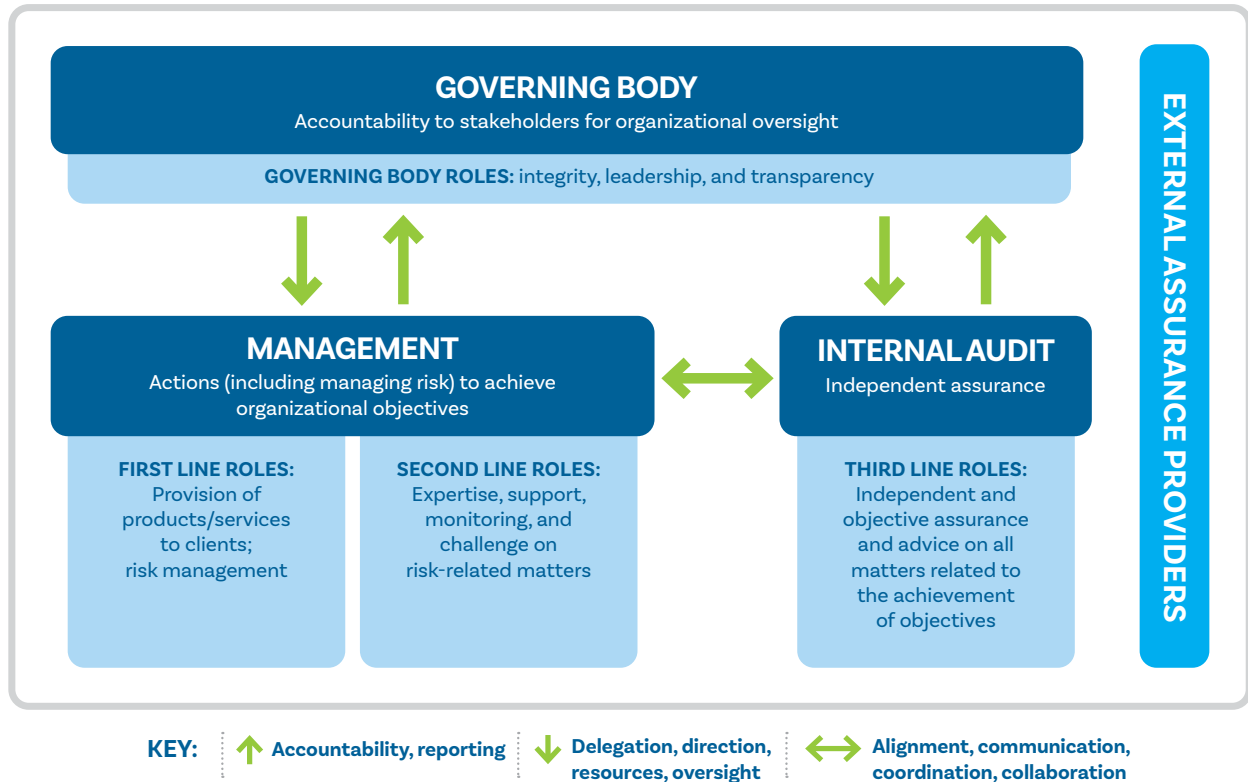 GOVERNING BODY
Accountability to stakeholders for organizational oversight
GOVERNING BODY ROLES: integrity, leadership, and transparency
MANAGEMENT
Actions (including managing risk) to achieve
organizational objectives
FIRST LINE ROLES:
Provision of
products/services
to clients;
risk management
SECOND LINE ROLES:
Expertise, support,
monitoring, and
challenge on
risk-related matters
INTERNAL AUDIT
Independent assurance
THIRD LINE ROLES:
Independent and
objective assurance
and advice on all
matters related to
the achievement
of objectives
EXTERNAL ASSURANCE PROVIDERS
KEY:
Accountability, reporting
Delegation, direction,
resources, oversight
Alignment, communication,
coordination, collaboration